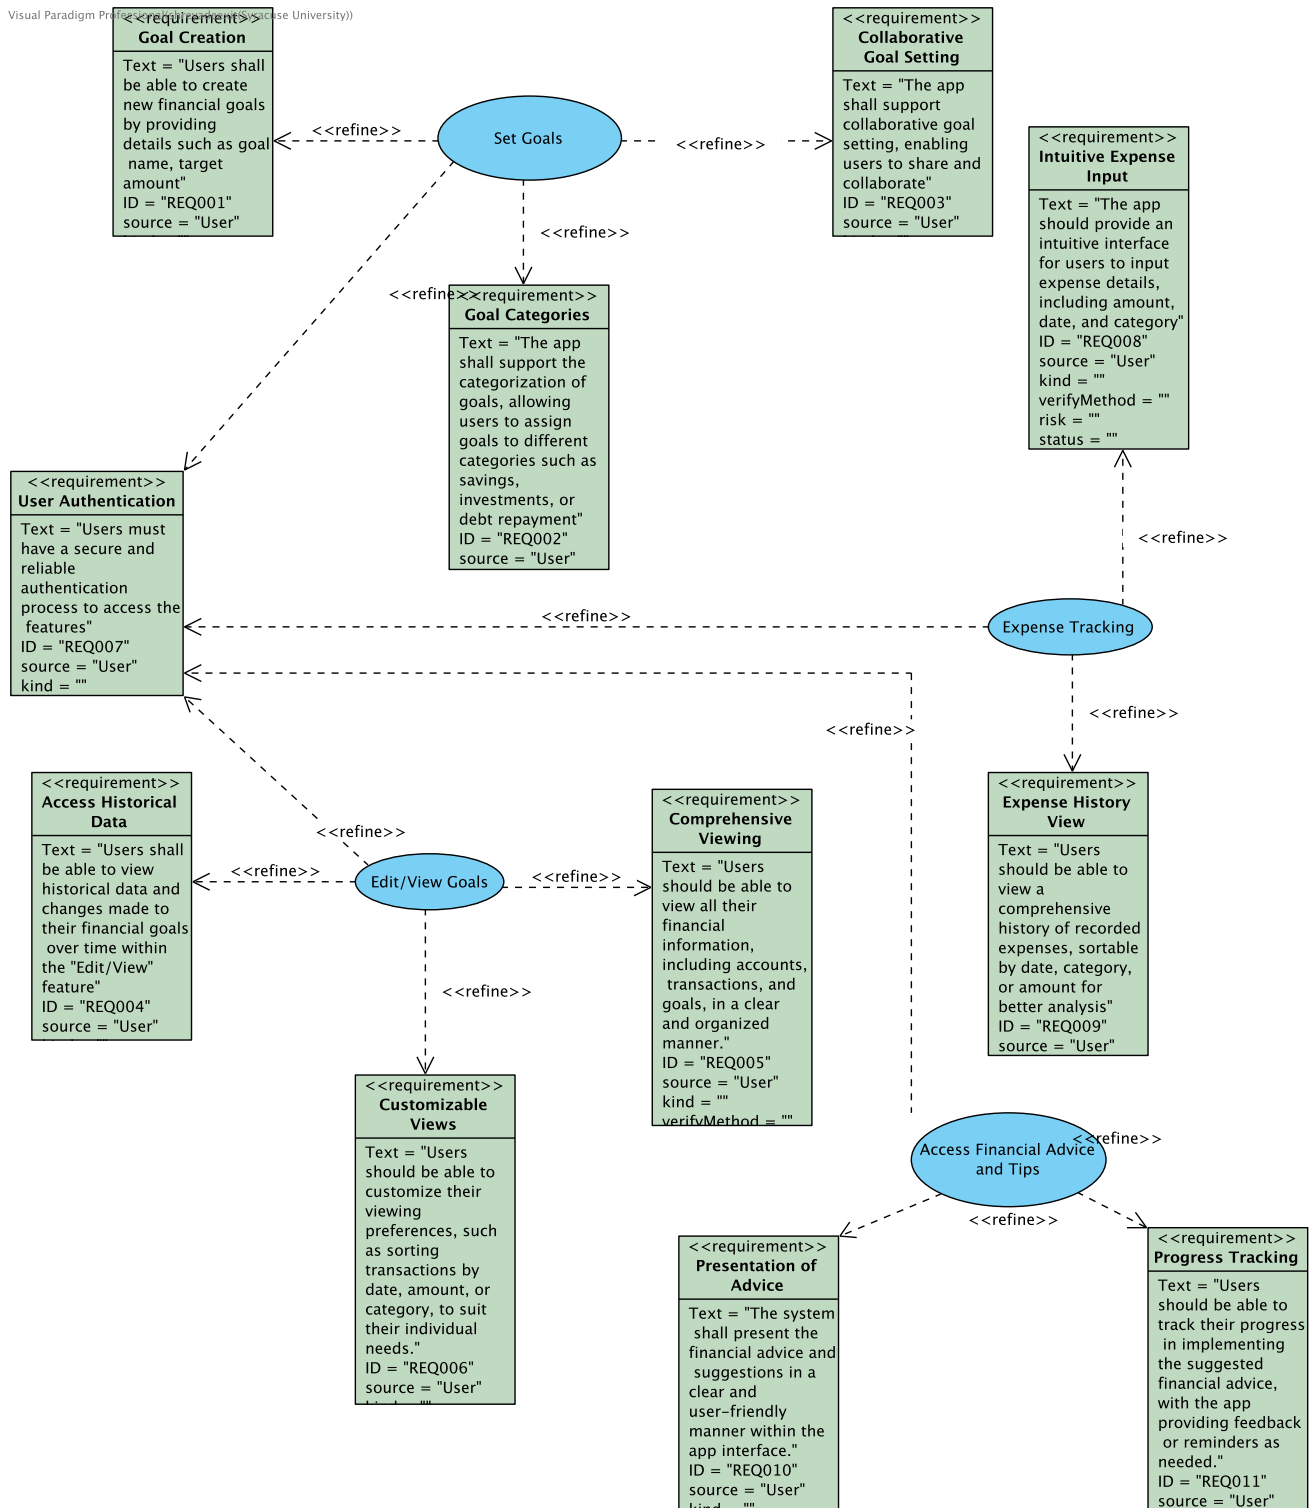 <<requirement>>
Goal Creation
Text = "Users shall
be able to create
new financial goals
by providing
details such as goal
name, target
amount"
ID = "REQ001"
source = "User"
<<requirement>>
Collaborative
Goal Setting
Text = "The app
shall support
collaborative goal
setting, enabling
users to share and
collaborate"
ID = "REQ003"
source = "User"
<<requirement>>
Intuitive Expense
Input
Text = "The app
should provide an
intuitive interface
for users to input
expense details,
including amount,
date, and category"
ID = "REQ008"
source = "User"
kind = ""
verifyMethod = ""
risk = ""
status = ""
<<refine>>
Set Goals
<<refine>>
<<refine>>
<<refine>>
<<requirement>>
Goal Categories
Text = "The app
shall support the
categorization of
goals, allowing
users to assign
goals to different
categories such as
savings,
investments, or
debt repayment"
ID = "REQ002"
source = "User"
<<requirement>>
User Authentication
Text = "Users must
have a secure and
reliable
authentication
process to access the
features"
ID = "REQ007"
source = "User"
kind = ""
<<refine>>
<<refine>>
Expense Tracking
<<refine>>
<<refine>>
<<requirement>>
Access Historical
Data
Text = "Users shall
be able to view
historical data and
changes made to
their financial goals
over time within
the "Edit/View"
feature"
ID = "REQ004"
source = "User"
<<refine>>
<<refine>>
Edit/View Goals
<<refine>>
<<refine>>
<<requirement>>
Comprehensive
Viewing
Text = "Users
should be able to
view all their
financial
information,
including accounts,
transactions, and
goals, in a clear
and organized
manner."
ID = "REQ005"
source = "User"
kind = ""
verifyMethod = ""
<<requirement>>
Expense History
View
Text = "Users
should be able to
view a
comprehensive
history of recorded
expenses, sortable
by date, category,
or amount for
better analysis"
ID = "REQ009"
source = "User"
<<requirement>>
Customizable
Views
Text = "Users
should be able to
customize their
viewing
preferences, such
as sorting
transactions by
date, amount, or
category, to suit
their individual
needs."
ID = "REQ006"
source = "User"
<<refine>>
Access Financial Advice
and Tips
<<refine>>
<<requirement>>
Presentation of
Advice
Text = "The system
shall present the
financial advice and
suggestions in a
clear and
user-friendly
manner within the
app interface."
ID = "REQ010"
source = "User"
<<requirement>>
Progress Tracking
Text = "Users
should be able to
track their progress
in implementing
the suggested
financial advice,
with the app
providing feedback
or reminders as
needed."
ID = "REQ011"
source = "User"